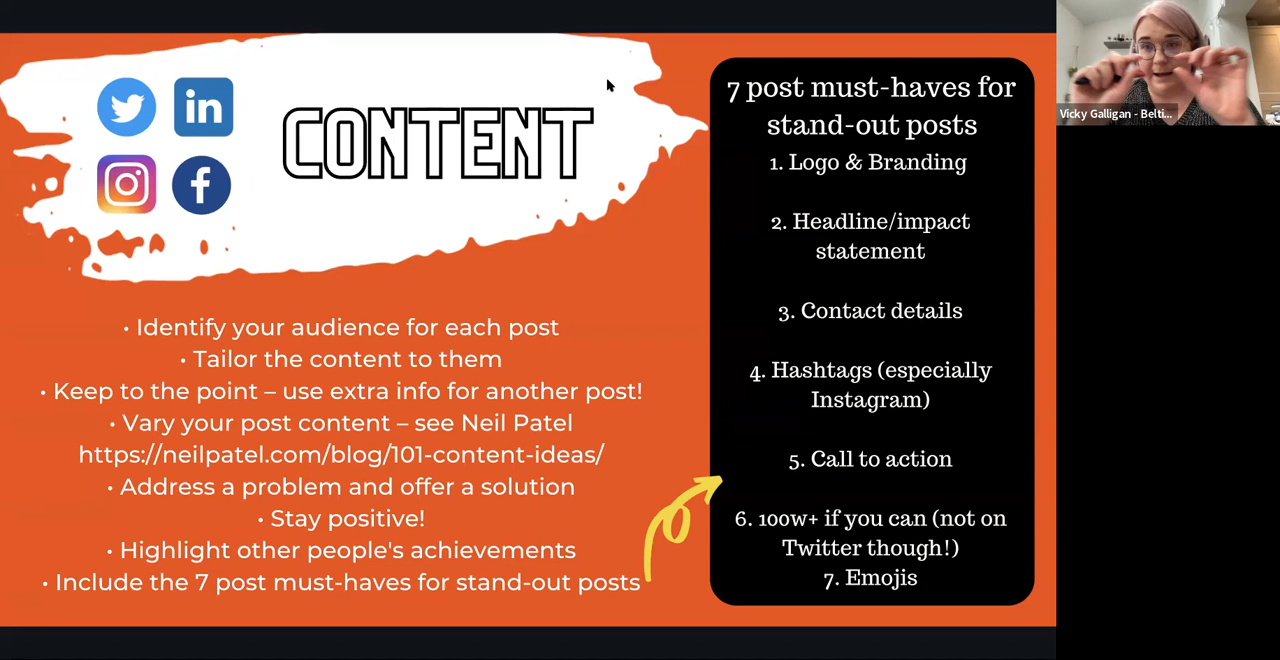 CONTENT
• Identify your audience for each post
• Tailor the content to them
• Keep to the point – use extra info for another post!
• Vary your post content – see Neil Patel
https://neilpatel.com/blog/101-content-ideas/
• Address a problem and offer a solution
• Stay positive!
• Highlight other people's achievements
• Include the 7 post must-haves for stand-out posts
7 post must-haves for
stand-out posts
1. Logo & Branding
2. Headline/impact
statement
3. Contact details
4. Hashtags (especially
Instagram)
5. Call to action
6. 100w+ if you can (not on
Twitter though!)
7. Emojis
Vicky Galligan - Belti...